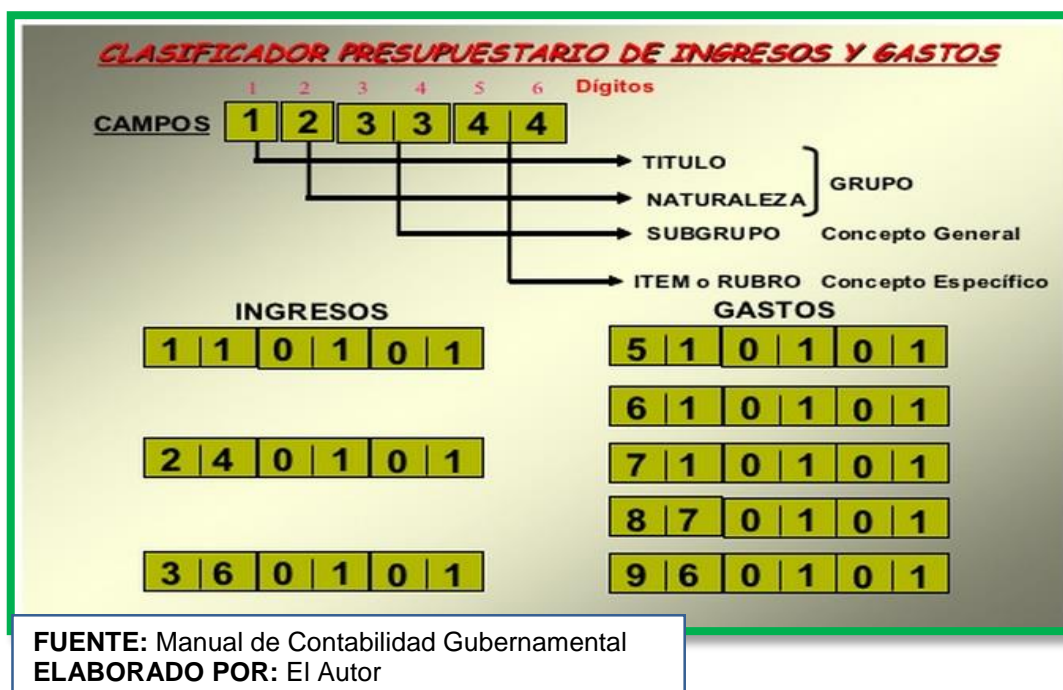 CLASIFICADOR PRESUPUESTARIO DE INGRESOS Y GASTOS
1 2 3 4 5 6 Dígitos
CAMPOS 1 2 3 | 3 4 | 4
TITULO
GRUPO
NATURALEZA
SUBGRUPO Concepto General
ITEM o RUBRO Concepto Específico
INGRESOS GASTOS
1 | 1 0 | 1 0 | 1 5 | 1 0 | 1 0 | 1
6 | 1 0 | 1 0 | 1
2 | 4 0 | 1 0 | 1 7 | 1 0 | 1 0 | 1
8 | 7 0 | 1 0 | 1
3 | 6 0 | 1 0 | 1 9 | 6 0 | 1 0 | 1
FUENTE: Manual de Contabilidad Gubernamental
ELABORADO POR: El Autor